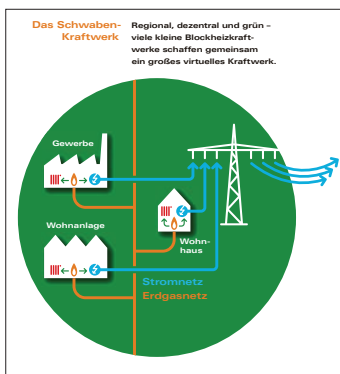 Das Schwaben-
Kraftwerk
Regional, dezentral und grün –
viele kleine Blockheizkraft-
werke schaffen gemeinsam
ein großes virtuelles Kraftwerk.
Gewerbe
Wohnanlage
Wohn-
haus
Stromnetz
Erdgasnetz